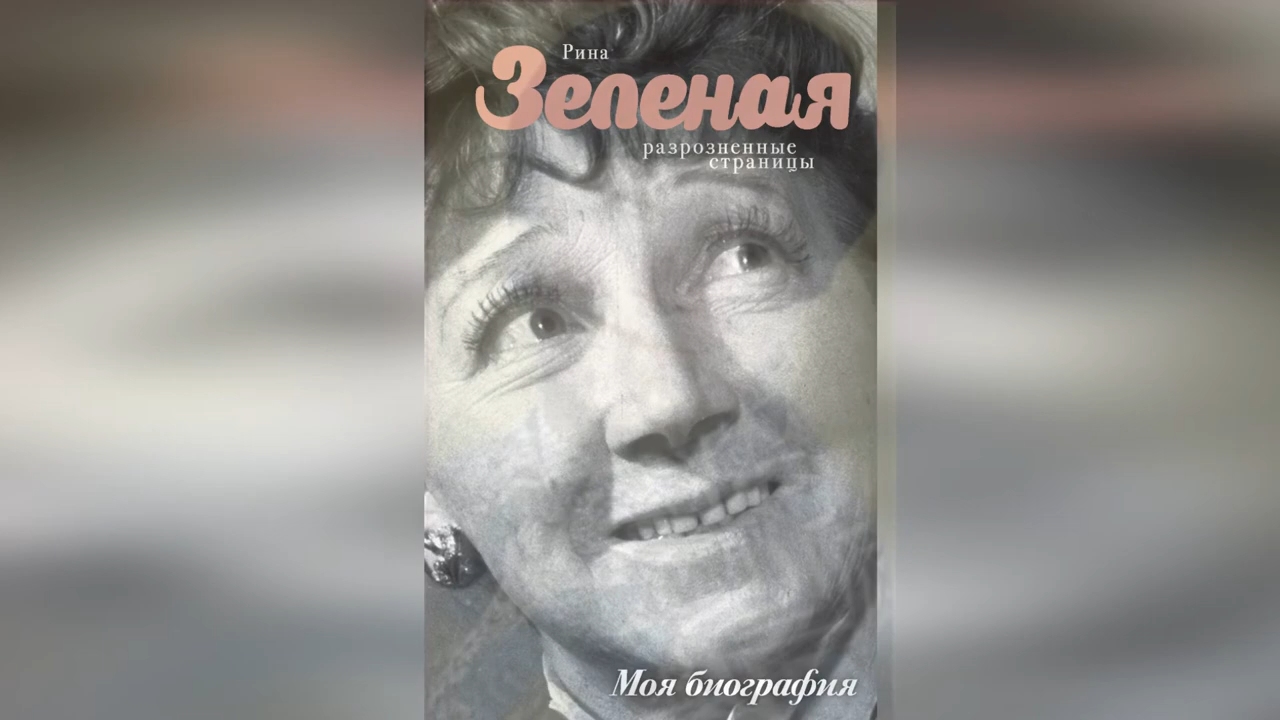 Рина
Зеленая
разрозненные
страницы
Моя биография